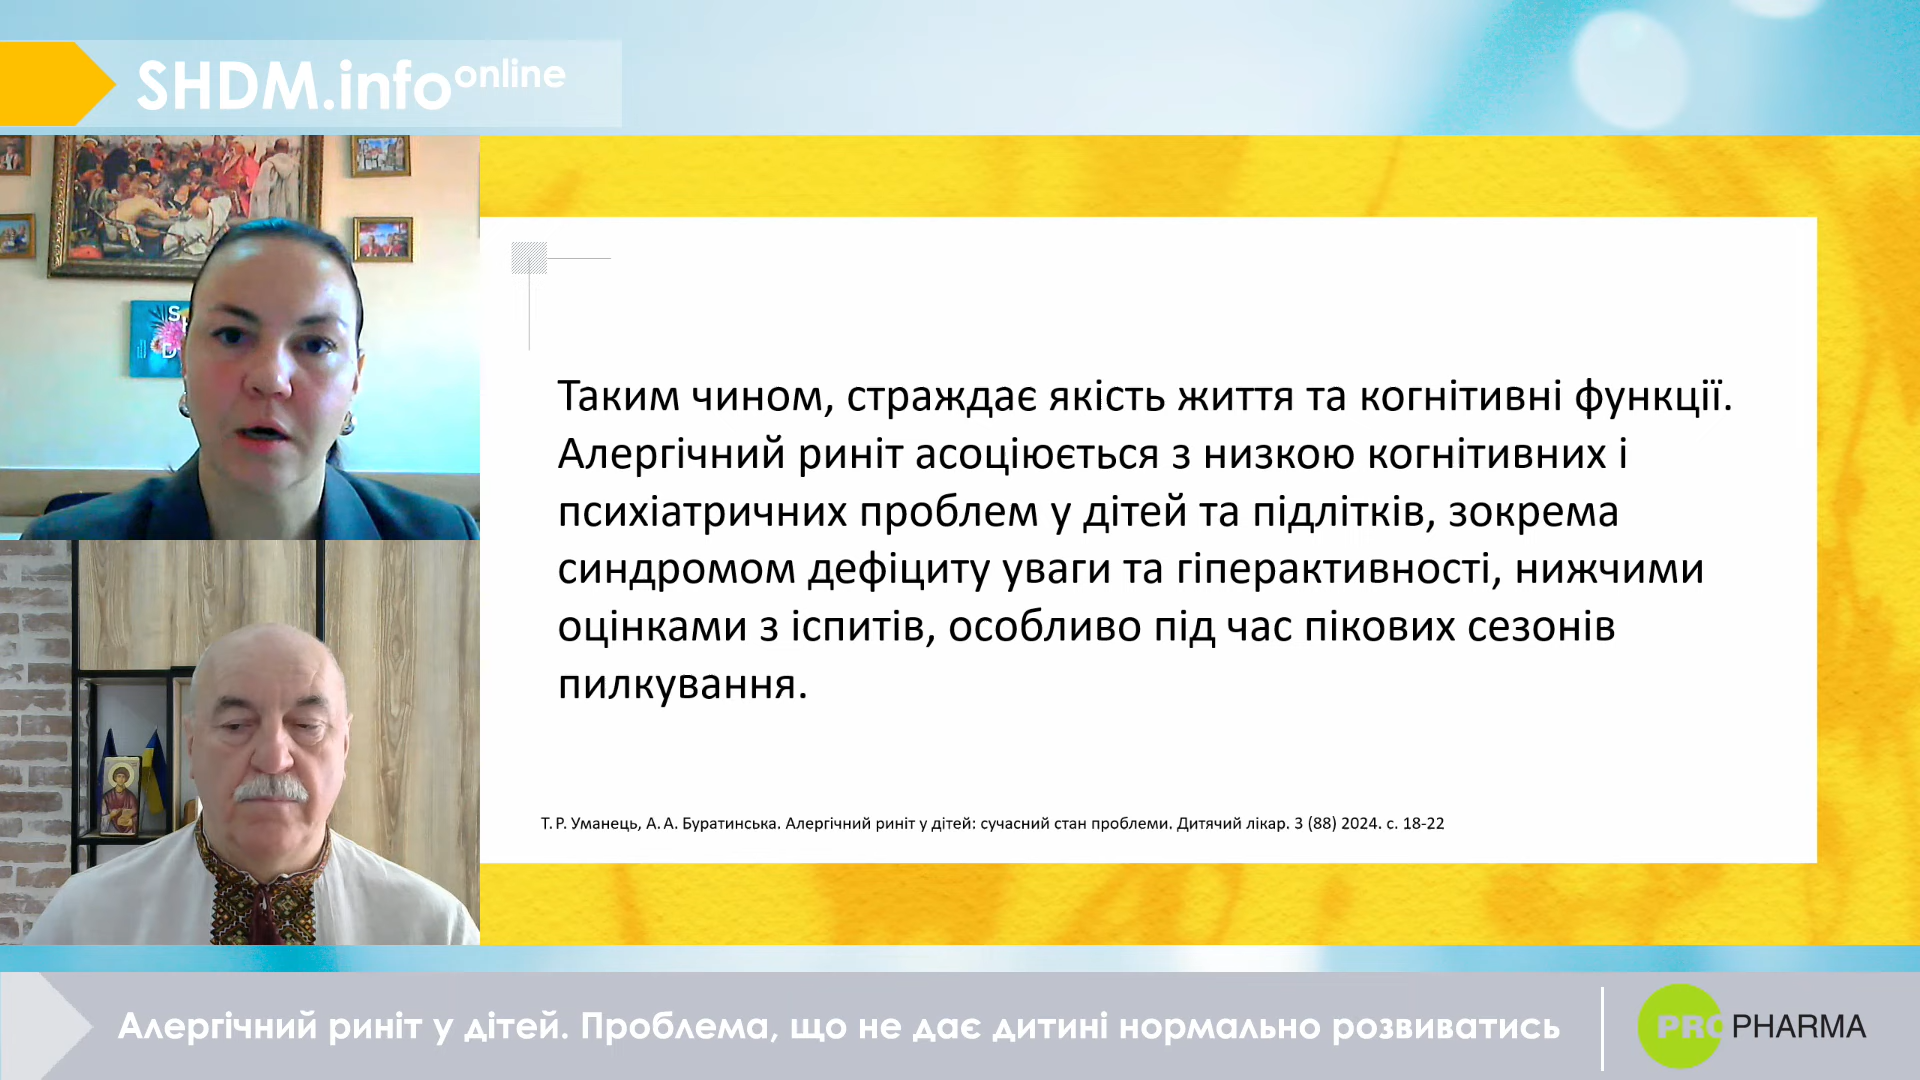 SHDM.info online
S
D
Таким чином, страждає якість життя та когнітивні функції.
Алергічний риніт асоціюється з низкою когнітивних і
психіатричних проблем у дітей та підлітків, зокрема
синдромом дефіциту уваги та гіперактивності, нижчими
оцінками з іспитів, особливо під час пікових сезонів
пилкування.
Т. Р. Уманець, А. А. Буратинська. Алергічний риніт у дітей: сучасний стан проблеми. Дитячий лікар. 3 (88) 2024. с. 18-22
Алергічний риніт у дітей. Проблема, що не дає дитині нормально розвиватись
PRO PHARMA